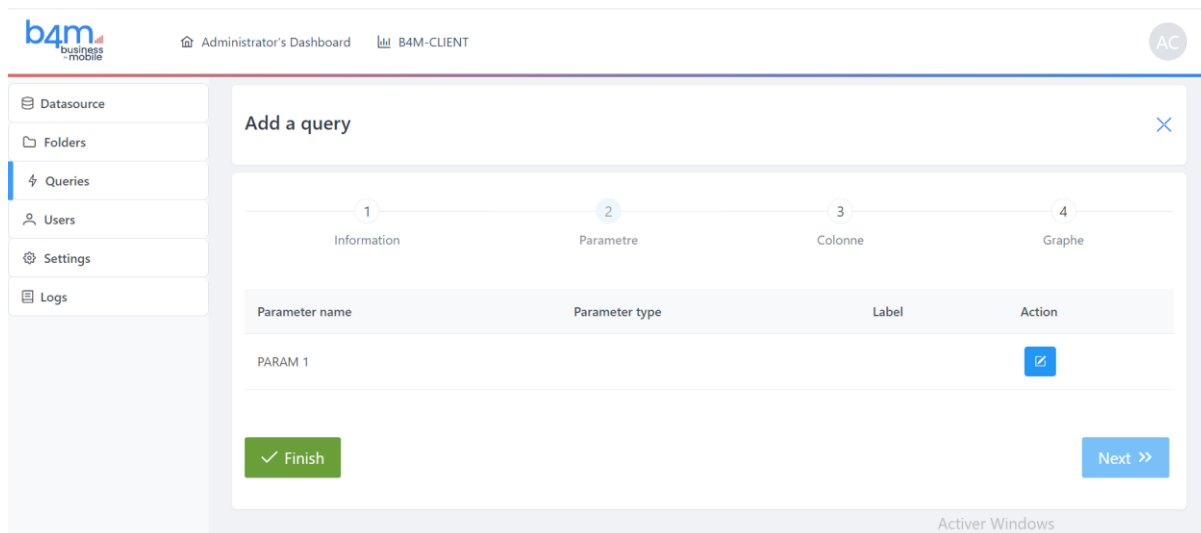 b4m
business
- mobile
Administrator's Dashboard
B4M-CLIENT
AC
Datasource
Folders
Queries
Users
Settings
Logs
Add a query
1 2 3 4
Information Parametre Colonne Graphe
Parameter name Parameter type Label Action
PARAM 1
Finish
Next
Activer Windows